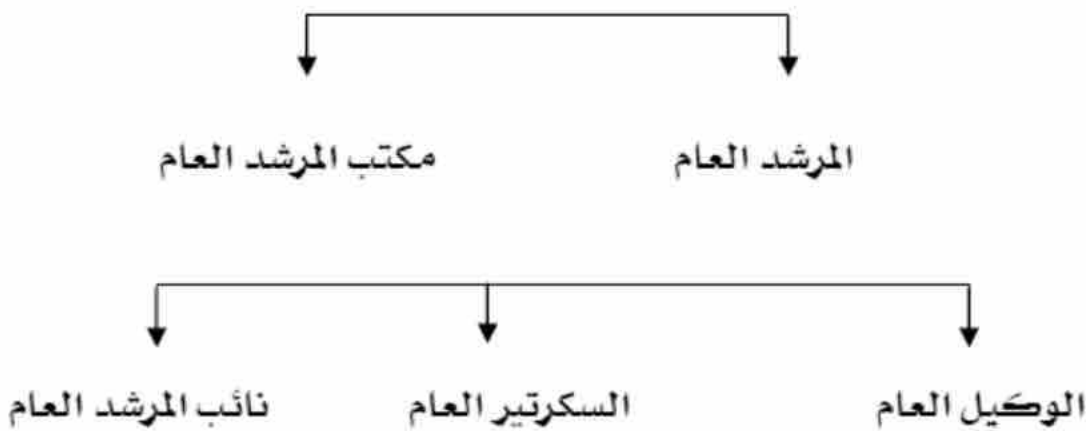 المرشد العام
مكتب المرشد العام
الوكيل العام
السكرتير العام
نائب المرشد العام